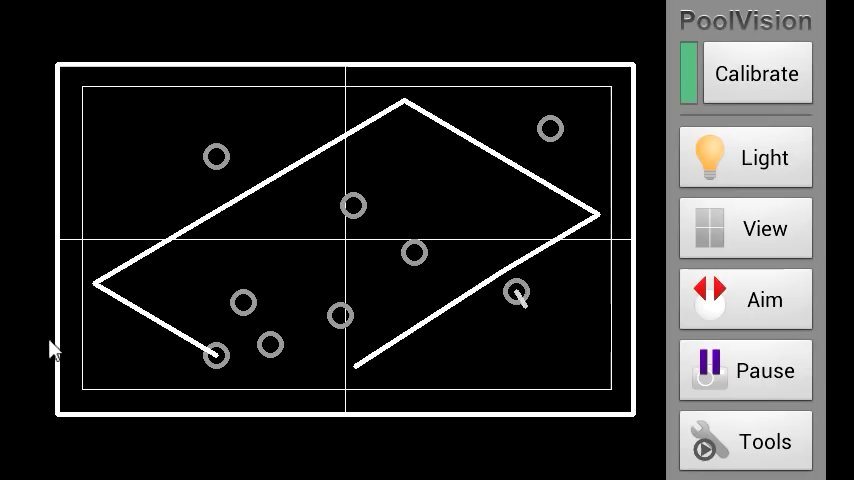 PoolVision
Calibrate
Light
View
Aim
Pause
Tools